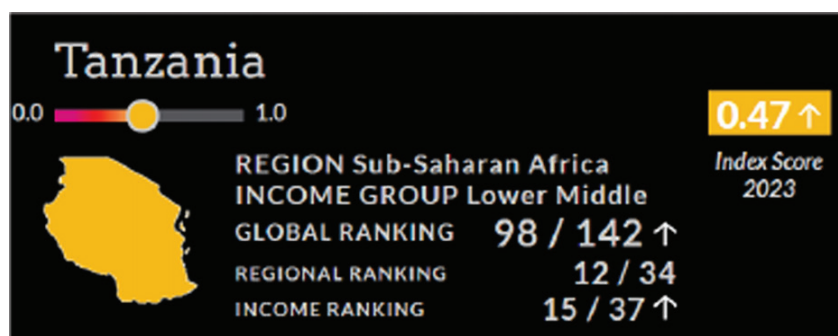 Tanzania
0.0 1.0
0.47 ↑
Index Score
2023
REGION Sub-Saharan Africa
INCOME GROUP Lower Middle
GLOBAL RANKING 98 / 142 ↑
REGIONAL RANKING 12 / 34
INCOME RANKING 15 / 37 ↑